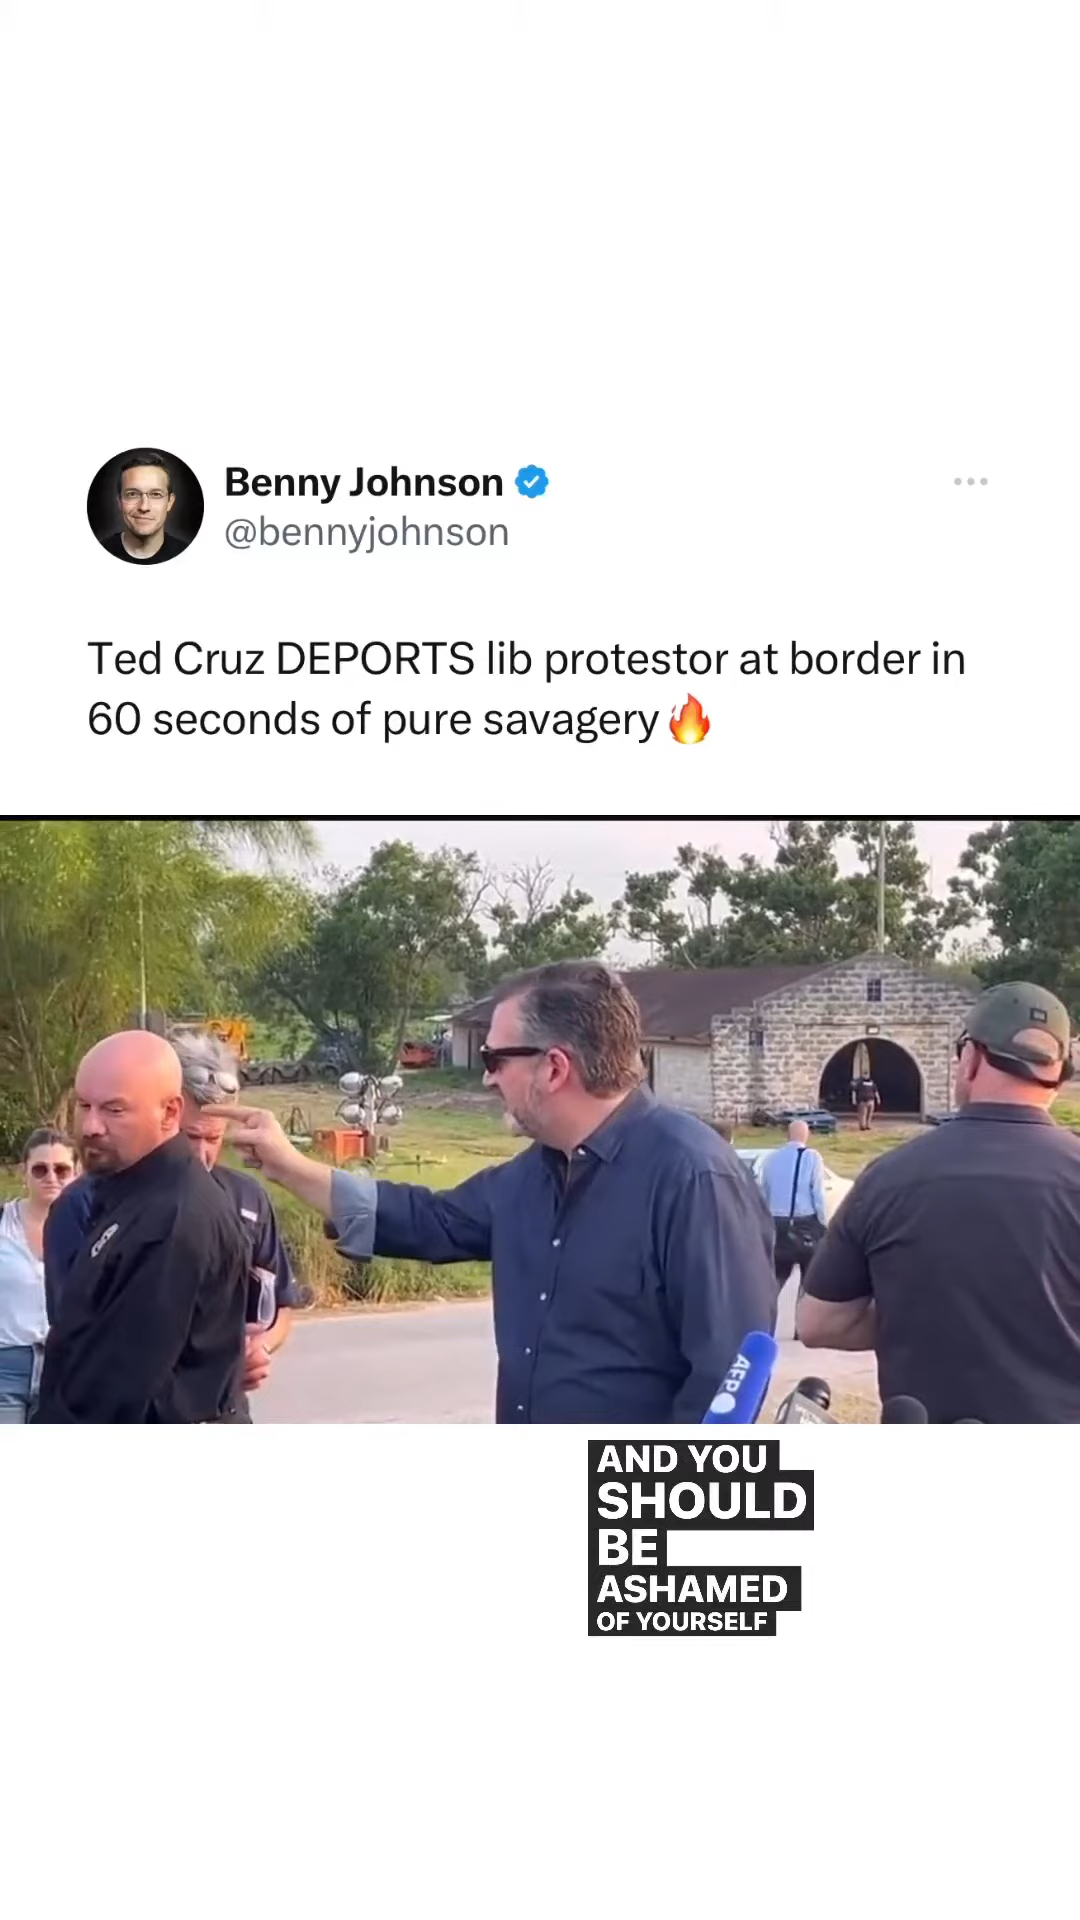 Benny Johnson
@bennyjohnson
Ted Cruz DEPORTS lib protestor at border in
60 seconds of pure savagery🔥
AFP
AND YOU
SHOULD
BE
ASHAMED
OF YOURSELF